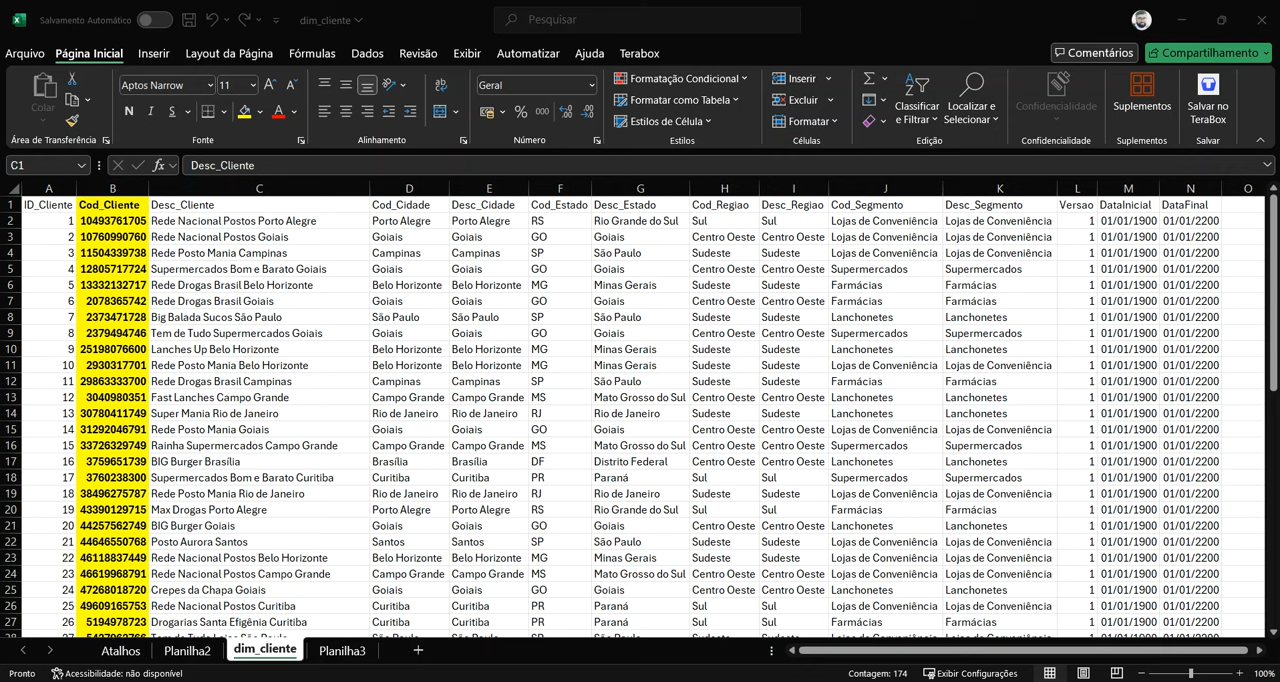 Salvamento Automático dim_cliente Pesquisar
Arquivo Página Inicial Inserir Layout da Página Fórmulas Dados Revisão Exibir Automatizar Ajuda Terabox Comentários Compartilhamento
Colar Aptos Narrow 11 Geral Formatação Condicional Inserir Classificar e Filtrar Localizar e Selecionar Confidencialidade Suplementos Salvar no TeraBox
N I S A % 000 Formatar como Tabela Excluir
Estilos de Célula Formatar
Área de Transferência Fonte Alinhamento Número Estilos Células Edição Confidencialidade Suplementos Salvar
C1 fx Desc_Cliente
A B C D E F G H I J K L M N O
1 ID_Cliente Cod_Cliente Desc_Cliente Cod_Cidade Desc_Cidade Cod_Estado Desc_Estado Cod_Regiao Desc_Regiao Cod_Segmento Desc_Segmento Versao DataInicial DataFinal
2 1 10493761705 Rede Nacional Postos Porto Alegre Porto Alegre Porto Alegre RS Rio Grande do Sul Sul Sul Lojas de Conveniência Lojas de Conveniência 1 01/01/1900 01/01/2200
3 2 10760990760 Rede Nacional Postos Goiais Goiais Goiais GO Goiais Centro Oeste Centro Oeste Lojas de Conveniência Lojas de Conveniência 1 01/01/1900 01/01/2200
4 3 11504339738 Rede Posto Mania Campinas Campinas Campinas SP São Paulo Sudeste Sudeste Lojas de Conveniência Lojas de Conveniência 1 01/01/1900 01/01/2200
5 4 12805717724 Supermercados Bom e Barato Goiais Goiais Goiais GO Goiais Centro Oeste Centro Oeste Supermercados Supermercados 1 01/01/1900 01/01/2200
6 5 13332132717 Rede Drogas Brasil Belo Horizonte Belo Horizonte Belo Horizonte MG Minas Gerais Sudeste Sudeste Farmácias Farmácias 1 01/01/1900 01/01/2200
7 6 2078365742 Rede Drogas Brasil Goiais Goiais Goiais GO Goiais Centro Oeste Centro Oeste Farmácias Farmácias 1 01/01/1900 01/01/2200
8 7 2373471728 Big Balada Sucos São Paulo São Paulo São Paulo SP São Paulo Sudeste Sudeste Lanchonetes Lanchonetes 1 01/01/1900 01/01/2200
9 8 2379494746 Tem de Tudo Supermercados Goiais Goiais Goiais GO Goiais Centro Oeste Centro Oeste Supermercados Supermercados 1 01/01/1900 01/01/2200
10 9 25198076600 Lanches Up Belo Horizonte Belo Horizonte Belo Horizonte MG Minas Gerais Sudeste Sudeste Lanchonetes Lanchonetes 1 01/01/1900 01/01/2200
11 10 2930317701 Rede Posto Mania Belo Horizonte Belo Horizonte Belo Horizonte MG Minas Gerais Sudeste Sudeste Lojas de Conveniência Lojas de Conveniência 1 01/01/1900 01/01/2200
12 11 29863333700 Rede Drogas Brasil Campinas Campinas Campinas SP São Paulo Sudeste Sudeste Farmácias Farmácias 1 01/01/1900 01/01/2200
13 12 3040980351 Fast Lanches Campo Grande Campo Grande Campo Grande MS Mato Grosso do Sul Centro Oeste Centro Oeste Lanchonetes Lanchonetes 1 01/01/1900 01/01/2200
14 13 30780411749 Super Mania Rio de Janeiro Rio de Janeiro Rio de Janeiro RJ Rio de Janeiro Sudeste Sudeste Lojas de Conveniência Lojas de Conveniência 1 01/01/1900 01/01/2200
15 14 31292046791 Rede Posto Mania Goiais Goiais Goiais GO Goiais Centro Oeste Centro Oeste Lojas de Conveniência Lojas de Conveniência 1 01/01/1900 01/01/2200
16 15 33726329749 Rainha Supermercados Campo Grande Campo Grande Campo Grande MS Mato Grosso do Sul Centro Oeste Centro Oeste Supermercados Supermercados 1 01/01/1900 01/01/2200
17 16 3759651739 BIG Burger Brasília Brasília Brasília DF Distrito Federal Centro Oeste Centro Oeste Lanchonetes Lanchonetes 1 01/01/1900 01/01/2200
18 17 3760238300 Supermercados Bom e Barato Curitiba Curitiba Curitiba PR Paraná Sul Sul Supermercados Supermercados 1 01/01/1900 01/01/2200
19 18 38496275787 Rede Posto Mania Rio de Janeiro Rio de Janeiro Rio de Janeiro RJ Rio de Janeiro Sudeste Sudeste Lojas de Conveniência Lojas de Conveniência 1 01/01/1900 01/01/2200
20 19 43390129715 Max Drogas Porto Alegre Porto Alegre Porto Alegre RS Rio Grande do Sul Sul Sul Farmácias Farmácias 1 01/01/1900 01/01/2200
21 20 44257562749 BIG Burger Goiais Goiais Goiais GO Goiais Centro Oeste Centro Oeste Lanchonetes Lanchonetes 1 01/01/1900 01/01/2200
22 21 44646550768 Posto Aurora Santos Santos Santos SP São Paulo Sudeste Sudeste Lojas de Conveniência Lojas de Conveniência 1 01/01/1900 01/01/2200
23 22 46118837449 Rede Nacional Postos Belo Horizonte Belo Horizonte Belo Horizonte MG Minas Gerais Sudeste Sudeste Lojas de Conveniência Lojas de Conveniência 1 01/01/1900 01/01/2200
24 23 46619968791 Rede Nacional Postos Campo Grande Campo Grande Campo Grande MS Mato Grosso do Sul Centro Oeste Centro Oeste Lojas de Conveniência Lojas de Conveniência 1 01/01/1900 01/01/2200
25 24 47268018720 Crepes da Chapa Goiais Goiais Goiais GO Goiais Centro Oeste Centro Oeste Lanchonetes Lanchonetes 1 01/01/1900 01/01/2200
26 25 49609165753 Rede Nacional Postos Curitiba Curitiba Curitiba PR Paraná Sul Sul Lojas de Conveniência Lojas de Conveniência 1 01/01/1900 01/01/2200
27 26 5194978723 Drogarias Santa Efigênia Curitiba Curitiba Curitiba PR Paraná Sul Sul Farmácias Farmácias 1 01/01/1900 01/01/2200
Atalhos Planilha2 dim_cliente Planilha3
Pronto Acessibilidade: não disponível Contagem: 174 Exibir Configurações 100%